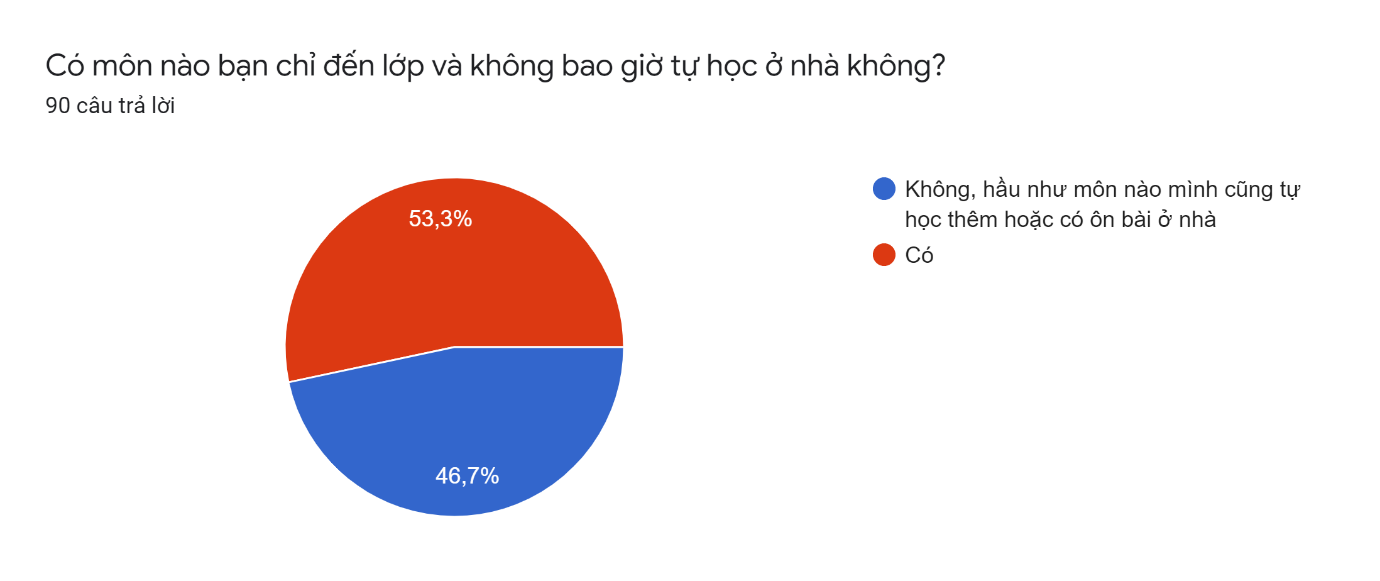 Có môn nào bạn chỉ đến lớp và không bao giờ tự học ở nhà không?
90 câu trả lời
53,3%
46,7%
Không, hầu như môn nào mình cũng tự
học thêm hoặc có ôn bài ở nhà
Có